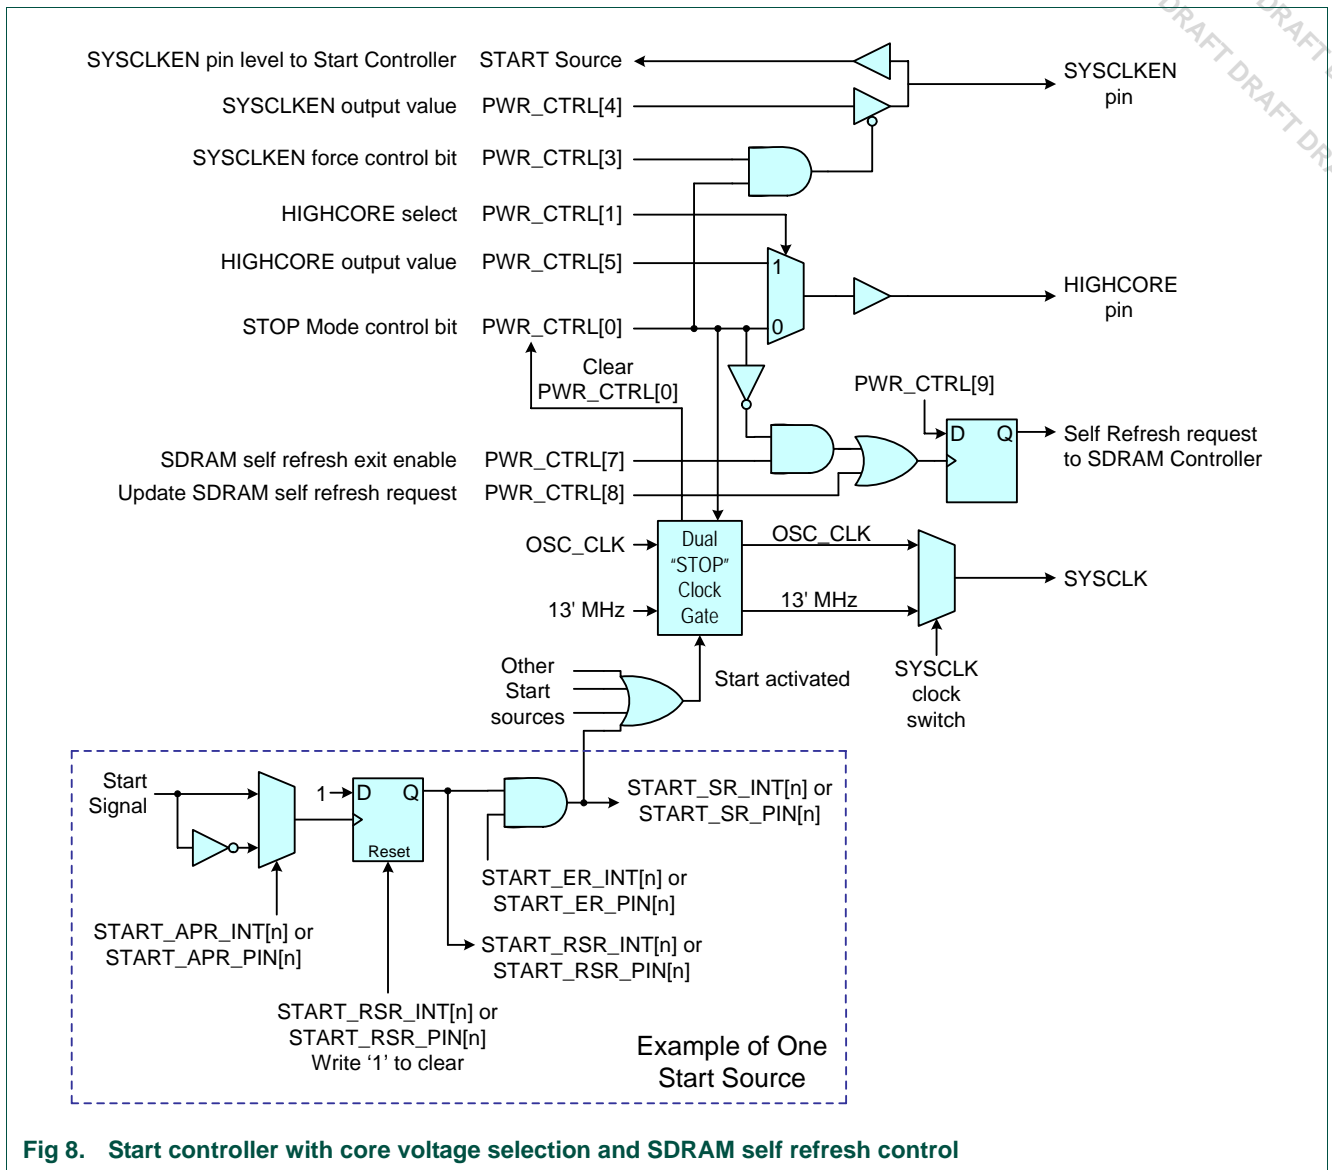 DRAFT DRAFT DRA
DRAFT D
SYSCLKEN pin level to Start Controller START Source
SYSCLKEN pin
SYSCLKEN output value PWR_CTRL[4]
SYSCLKEN force control bit PWR_CTRL[3]
HIGHCORE select PWR_CTRL[1]
HIGHCORE output value PWR_CTRL[5]
1
HIGHCORE pin
STOP Mode control bit PWR_CTRL[0]
0
Clear
PWR_CTRL[0]
PWR_CTRL[9]
D Q
Self Refresh request
to SDRAM Controller
SDRAM self refresh exit enable PWR_CTRL[7]
Update SDRAM self refresh request PWR_CTRL[8]
OSC_CLK
Dual
"STOP"
Clock
Gate
OSC_CLK
SYSCLK
13' MHz
13' MHz
Other
Start
sources
Start activated
SYSCLK
clock
switch
Start
Signal
1
D Q
Reset
START_SR_INT[n] or
START_SR_PIN[n]
START_ER_INT[n] or
START_ER_PIN[n]
START_APR_INT[n] or
START_APR_PIN[n]
START_RSR_INT[n] or
START_RSR_PIN[n]
START_RSR_INT[n] or
START_RSR_PIN[n]
Write ‘1’ to clear
Example of One
Start Source
Fig 8. Start controller with core voltage selection and SDRAM self refresh control